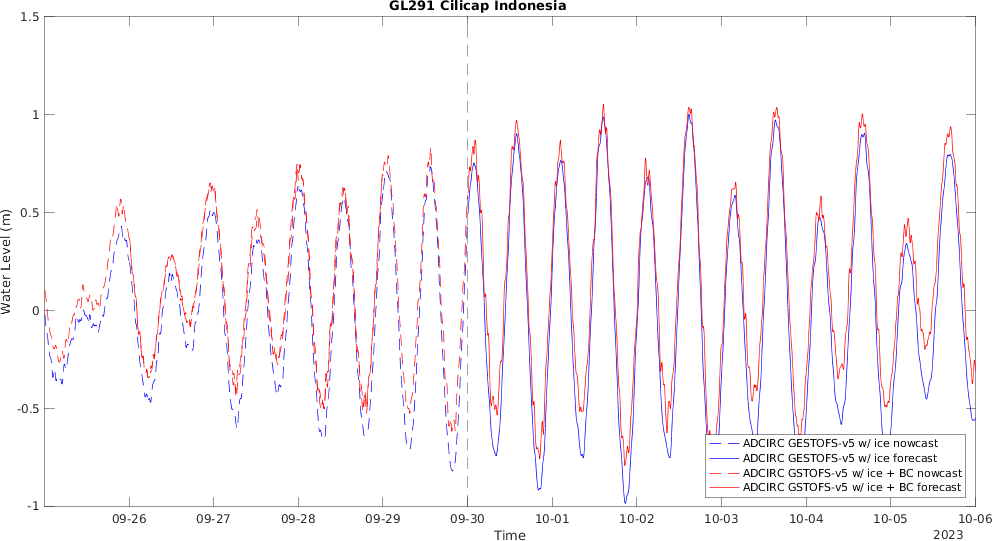 GL291 Cilicap Indonesia
Water Level (m)
1.5
1
0.5
0
-0.5
-1
ADCIRC GESTOFS-v5 w/ ice nowcast
ADCIRC GESTOFS-v5 w/ ice forecast
ADCIRC GSTOFS-v5 w/ ice + BC nowcast
ADCIRC GSTOFS-v5 w/ ice + BC forecast
09-26 09-27 09-28 09-29 09-30 10-01 10-02 10-03 10-04 10-05 10-06
Time
2023